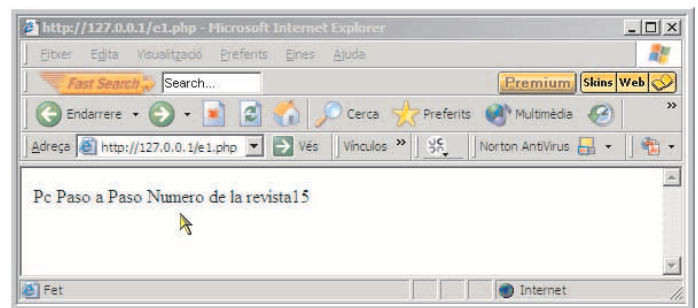 http://127.0.0.1/e1.php - Microsoft Internet Explorer
Fitxer Edita Visualització Preferits Eines Ajuda
Fast Search Search... Premium Skins Web
Endarrere Cerca Preferits Multimèdia »
Adreça http://127.0.0.1/e1.php Vés Vínculos » Norton AntiVirus
Pc Paso a Paso Numero de la revista15
Fet Internet